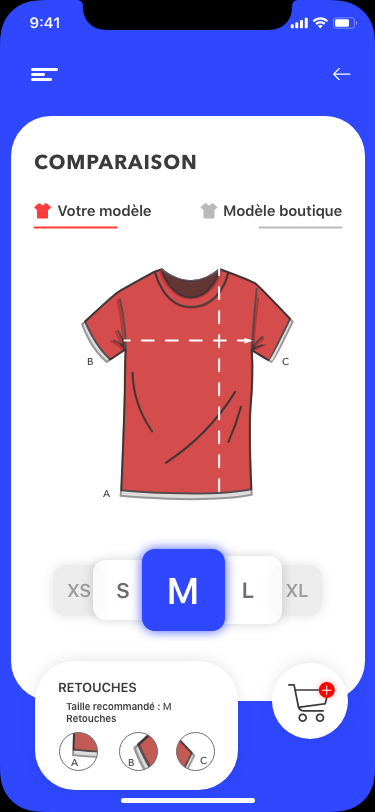 9:41
COMPARAISON
Votre modèle
Modèle boutique
B
C
A
XS
S
M
L
XL
RETOUCHES
Taille recommandé : M
Retouches
A
B
C